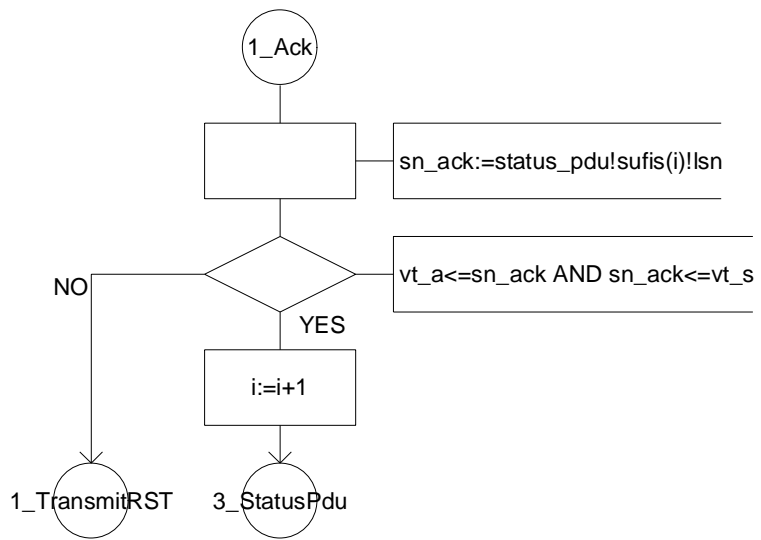 1_Ack
sn_ack:=status_pdu!sufis(i)!lsn
vt_a<=sn_ack AND sn_ack<=vt_s
NO
YES
i:=i+1
1_TransmitRST
3_StatusPdu